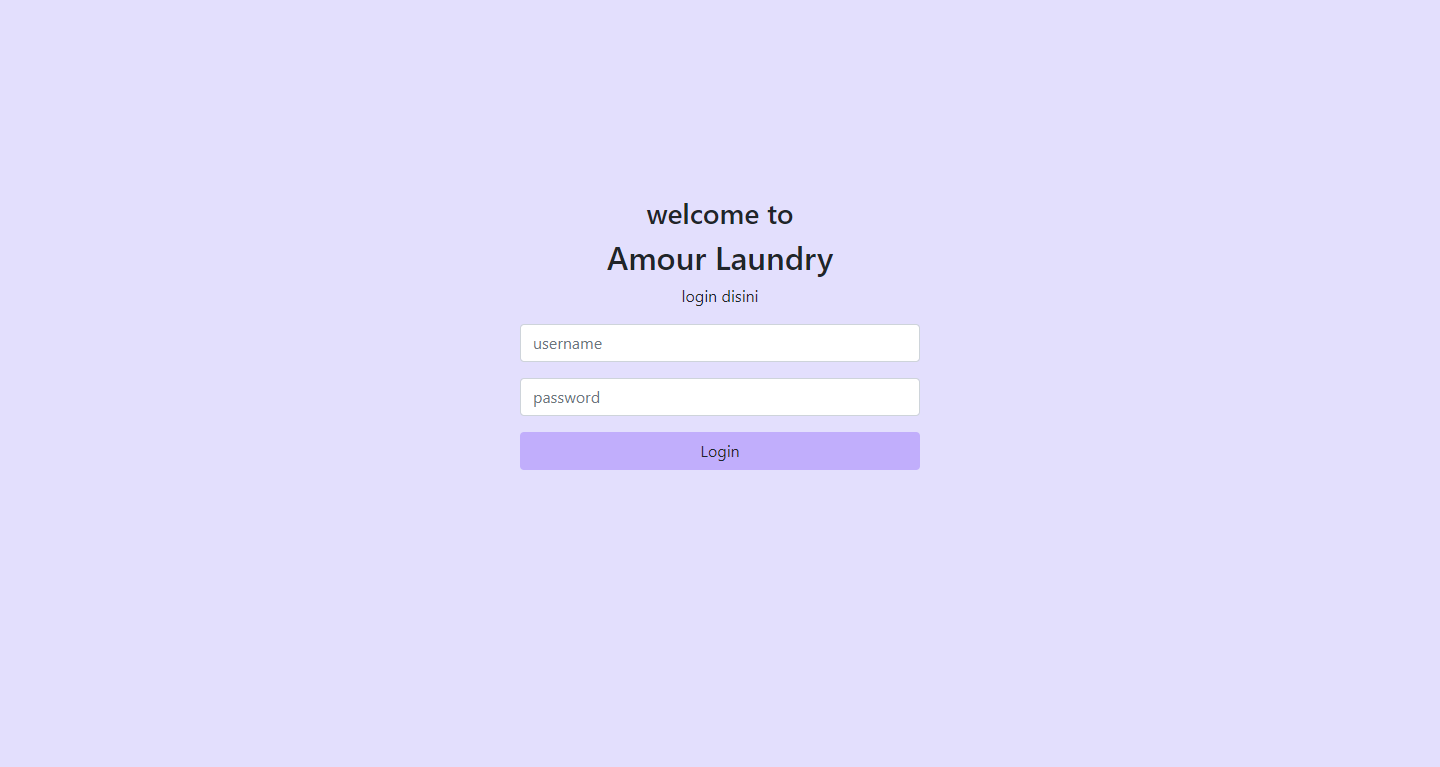 welcome to
Amour Laundry
login disini
username
password
Login